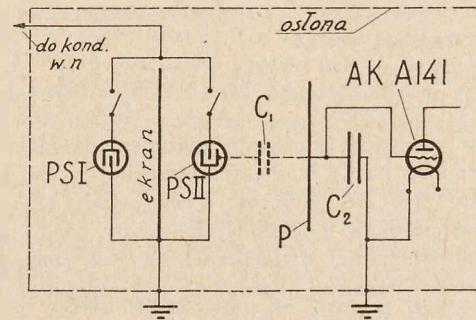 osłona
do kond.
w.n
AK A141
C₁
PSI
ekran
PSII
C₂
P